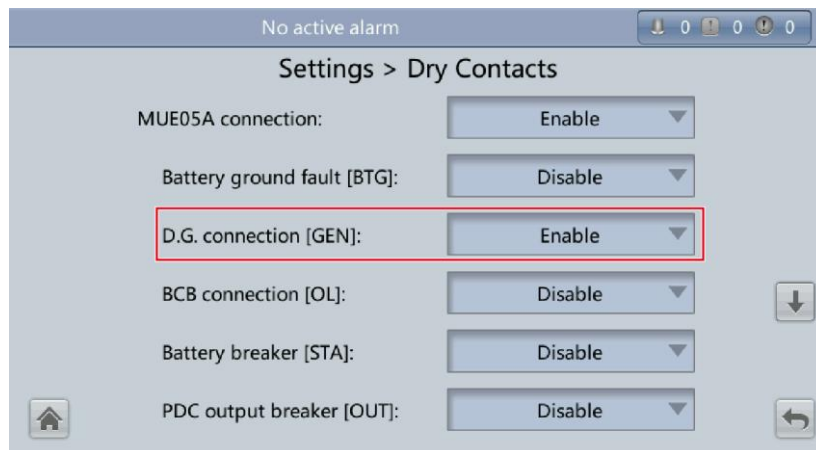 No active alarm 0 0 0
Settings > Dry Contacts
MUE05A connection: Enable
Battery ground fault [BTG]: Disable
D.G. connection [GEN]: Enable
BCB connection [OL]: Disable
Battery breaker [STA]: Disable
PDC output breaker [OUT]: Disable